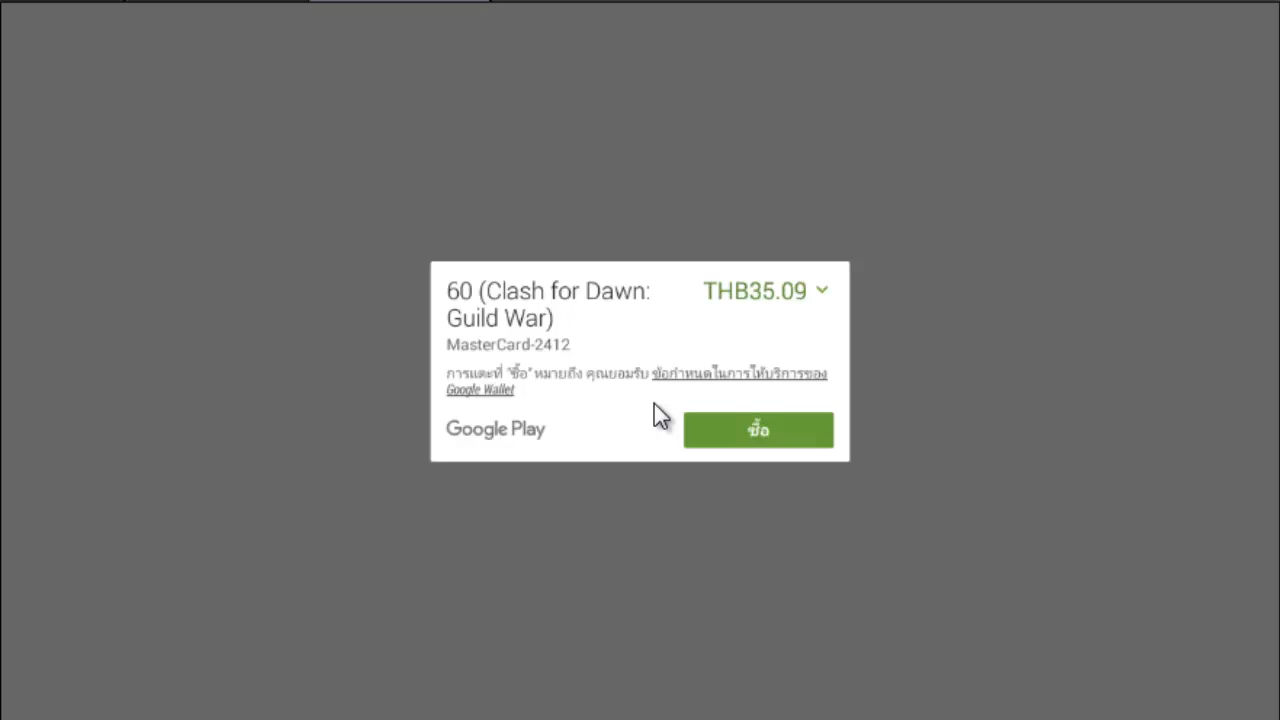 60 (Clash for Dawn: THB35.09
Guild War)
MasterCard-2412
การแตะที่ "ซื้อ" หมายถึง คุณยอมรับ ข้อกำหนดในการให้บริการของ
Google Wallet
Google Play ซื้อ